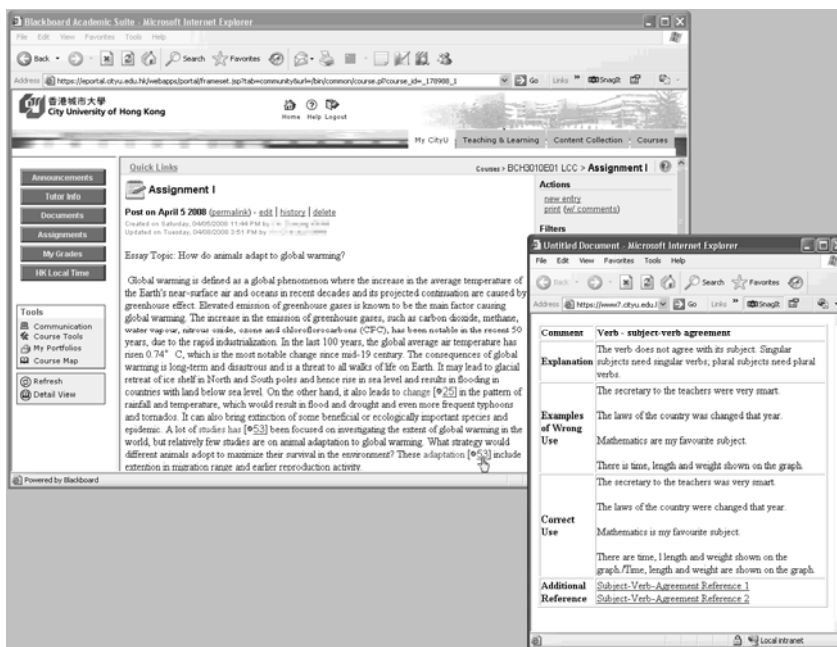 Blackboard Academic Suite - Microsoft Internet Explorer
File Edit View Favorites Tools Help
Back Search Favorites
Address https://eportal.cityu.edu.hk/webapps/portal/frameset.jsp?tab=community&url=/bin/common/course.pl?course_id=_178988_1 Go Links SnagIt
香港城市大學
City University of Hong Kong
Home Help Logout
My CityU Teaching & Learning Content Collection Courses
Announcements
Tutor Info
Documents
Assignments
My Grades
HK Local Time
Tools
Communication
Course Tools
My Portfolios
Course Map
Refresh
Detail View
Quick Links
Courses > BCH3010E01 LCC > Assignment I
Assignment I
Post on April 5 2008 (permalink) - edit | history | delete
Created on Saturday, 04/05/2008 11:44 PM by
Updated on Tuesday, 04/08/2008 3:51 PM by
Essay Topic: How do animals adapt to global warming?
Global warming is defined as a global phenomenon where the increase in the average temperature of
the Earth's near-surface air and oceans in recent decades and its projected continuation are caused by
greenhouse effect. Elevated emission of greenhouse gases is known to be the main factor causing
global warming. The increase in the emission of greenhouse gases, such as carbon dioxide, methane,
water vapour, nitrous oxide, ozone and chlorofluorocarbons (CFC), has been notable in the recent 50
years, due to the rapid industrialization. In the last 100 years, the global average air temperature has
risen 0.74° C, which is the most notable change since mid-19 century. The consequences of global
warming is long-term and disastrous and is a threat to all walks of life on Earth. It may lead to glacial
retreat of ice shelf in North and South poles and hence rise in sea level and results in flooding in
countries with land below sea level. On the other hand, it also leads to change [25] in the pattern of
rainfall and temperature, which would result in flood and drought and even more frequent typhoons
and tornados. It can also bring extinction of some beneficial or ecologically important species and
epidemic. A lot of studies has [53] been focused on investigating the extent of global warming in the
world, but relatively few studies are on animal adaptation to global warming. What strategy would
different animals adopt to maximize their survival in the environment? These adaptation [53] include
extention in migration range and earlier reproduction activity.
Actions
new entry
print (w/ comments)
Filters
Powered by Blackboard
Untitled Document - Microsoft Internet Explorer
File Edit View Favorites Tools Help
Back Search Favorites
Address https://www7.cityu.edu. Go Links SnagIt
Comment Verb - subject-verb agreement
Explanation The verb does not agree with its subject. Singular
subjects need singular verbs; plural subjects need plural
verbs.
Examples of Wrong Use
The secretary to the teachers were very smart.
The laws of the country was changed that year.
Mathematics are my favourite subject.
There is time, length and weight shown on the graph.
Correct Use
The secretary to the teachers was very smart.
The laws of the country were changed that year.
Mathematics is my favourite subject.
There are time, l length and weight shown on the
graph./Time, length and weight are shown on the graph.
Additional Reference
Subject-Verb-Agreement Reference 1
Subject-Verb-Agreement Reference 2
Local intranet